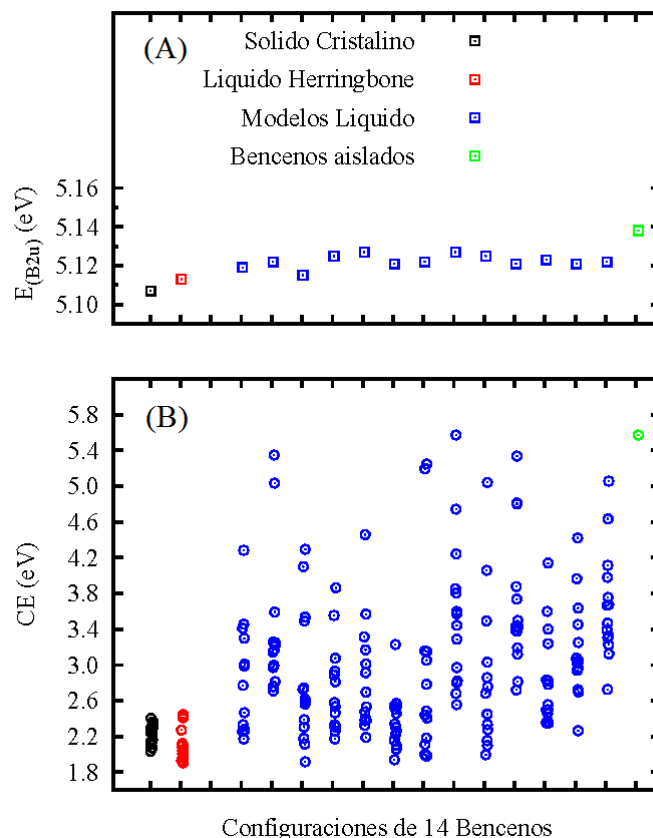 (A)
Solido Cristalino
Liquido Herringbone
Modelos Liquido
Bencenos aislados
5.16
5.14
5.12
5.10
E(B2u) (eV)
(B)
5.8
5.4
5.0
4.6
4.2
3.8
3.4
3.0
2.6
2.2
1.8
CE (eV)
Configuraciones de 14 Bencenos